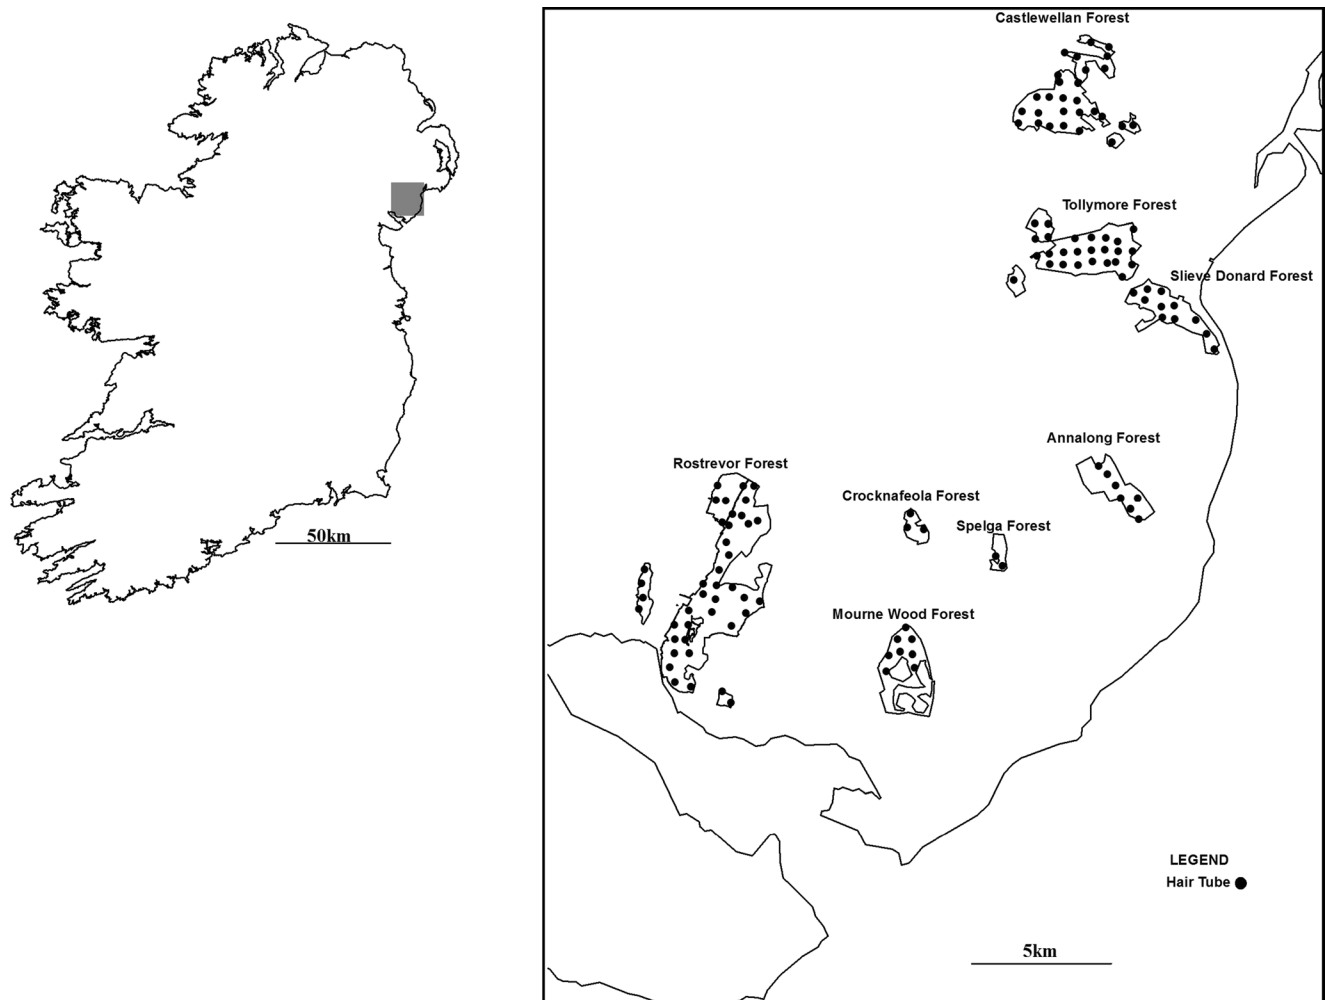 Castlewellan Forest
Tollymore Forest
Slieve Donard Forest
Annalong Forest
Rostrevor Forest
Crocknafeola Forest
Spelga Forest
50km
Mourne Wood Forest
LEGEND
Hair Tube
5km